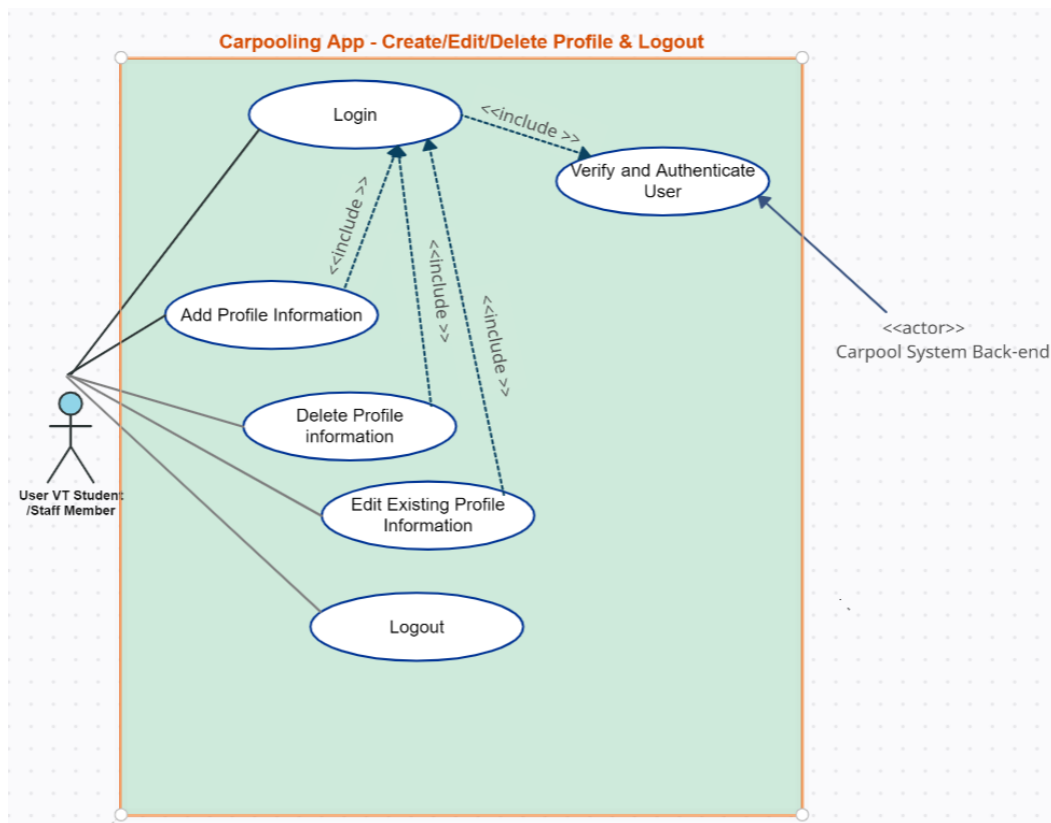 Carpooling App - Create/Edit/Delete Profile & Logout
Login
<<include >>
Verify and Authenticate
User
<<include >>
<<include >>
<<include >>
Add Profile Information
<<actor>>
Carpool System Back-end
Delete Profile
information
Edit Existing Profile
Information
User VT Student
/Staff Member
Logout